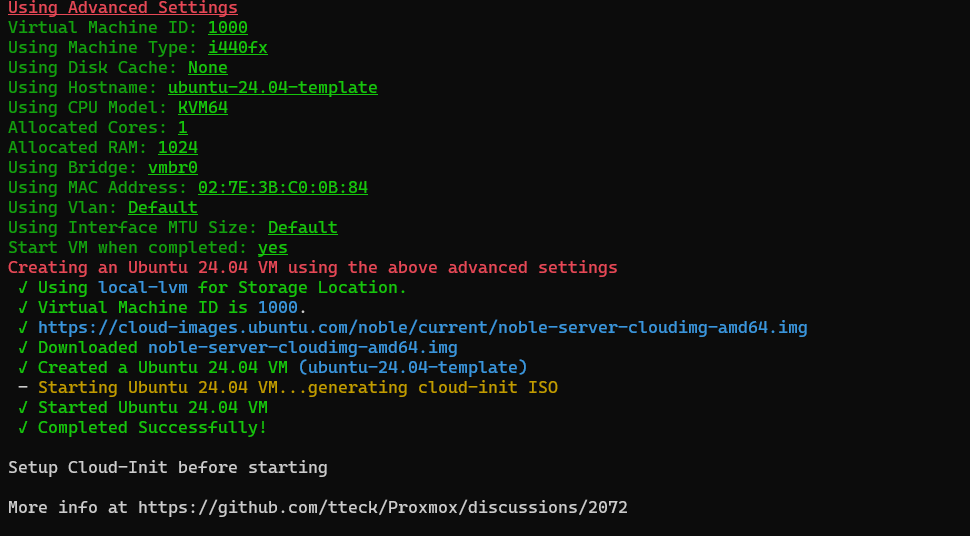 Using Advanced Settings
Virtual Machine ID: 1000
Using Machine Type: i440fx
Using Disk Cache: None
Using Hostname: ubuntu-24.04-template
Using CPU Model: KVM64
Allocated Cores: 1
Allocated RAM: 1024
Using Bridge: vmbr0
Using MAC Address: 02:7E:3B:C0:0B:84
Using Vlan: Default
Using Interface MTU Size: Default
Start VM when completed: yes
Creating an Ubuntu 24.04 VM using the above advanced settings
✓ Using local-lvm for Storage Location.
✓ Virtual Machine ID is 1000.
✓ https://cloud-images.ubuntu.com/noble/current/noble-server-cloudimg-amd64.img
✓ Downloaded noble-server-cloudimg-amd64.img
✓ Created a Ubuntu 24.04 VM (ubuntu-24.04-template)
- Starting Ubuntu 24.04 VM...generating cloud-init ISO
✓ Started Ubuntu 24.04 VM
✓ Completed Successfully!
Setup Cloud-Init before starting
More info at https://github.com/tteck/Proxmox/discussions/2072